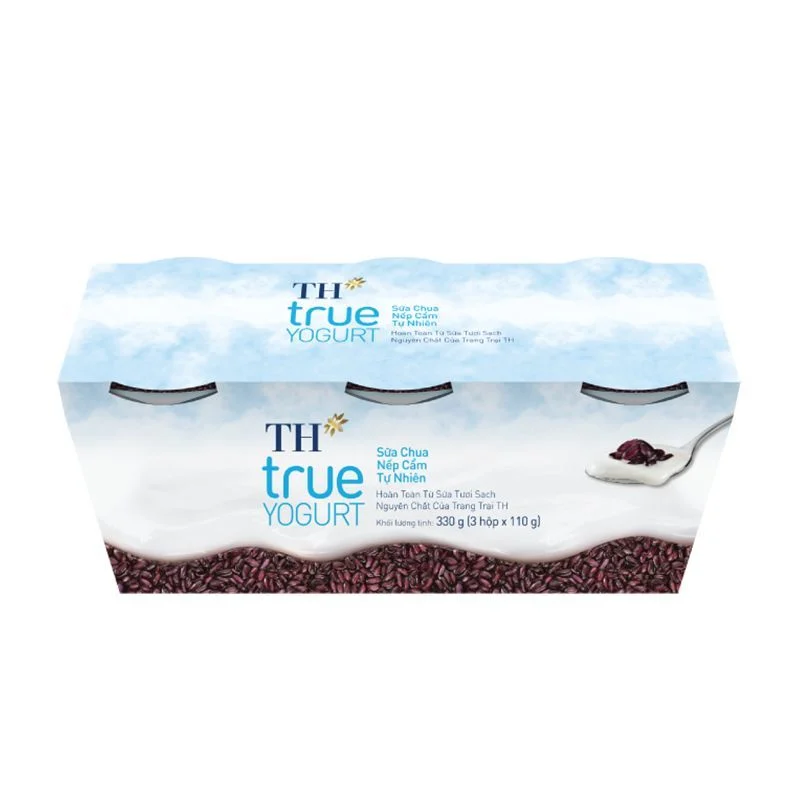 TH
true
YOGURT
Sữa Chua
Nếp Cẩm
Tự Nhiên
Hoàn Toàn Từ Sữa Tươi Sạch
Nguyên Chất Của Trang Trại TH
TH
true
YOGURT
Sữa Chua
Nếp Cẩm
Tự Nhiên
Hoàn Toàn Từ Sữa Tươi Sạch
Nguyên Chất Của Trang Trại TH
Khối lượng tịnh: 330 g (3 hộp x 110 g)